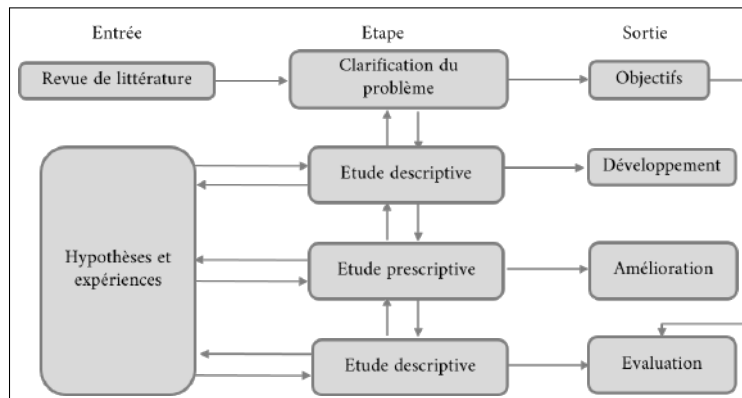 Entrée
Etape
Sortie
Revue de littérature
Clarification du
problème
Objectifs
Hypothèses et
expériences
Etude descriptive
Développement
Etude prescriptive
Amélioration
Etude descriptive
Evaluation